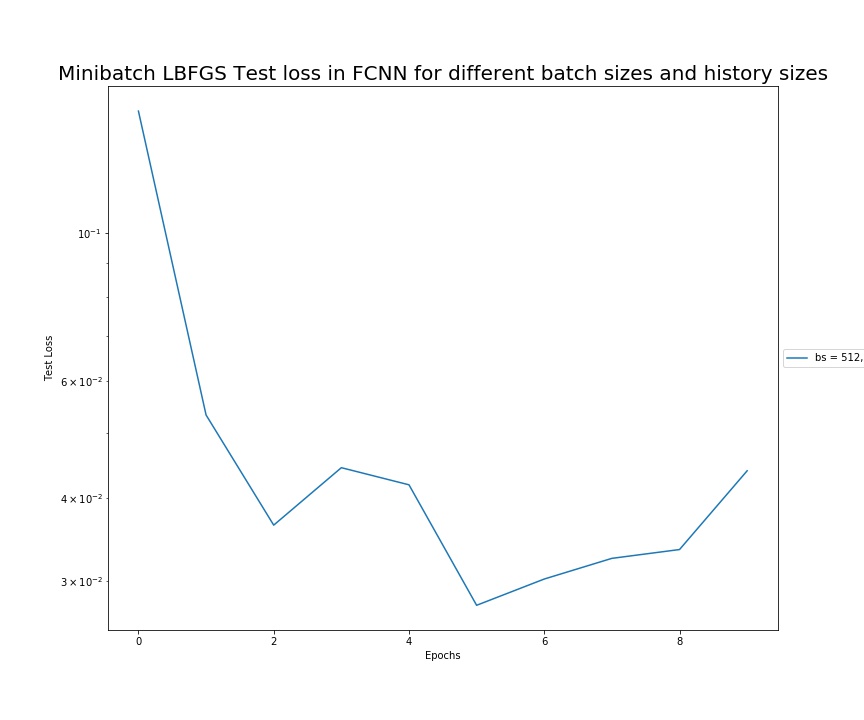 Minibatch LBFGS Test loss in FCNN for different batch sizes and history sizes
10⁻¹
6 × 10⁻²
4 × 10⁻²
3 × 10⁻²
Test Loss
bs = 512,
0 2 4 6 8
Epochs